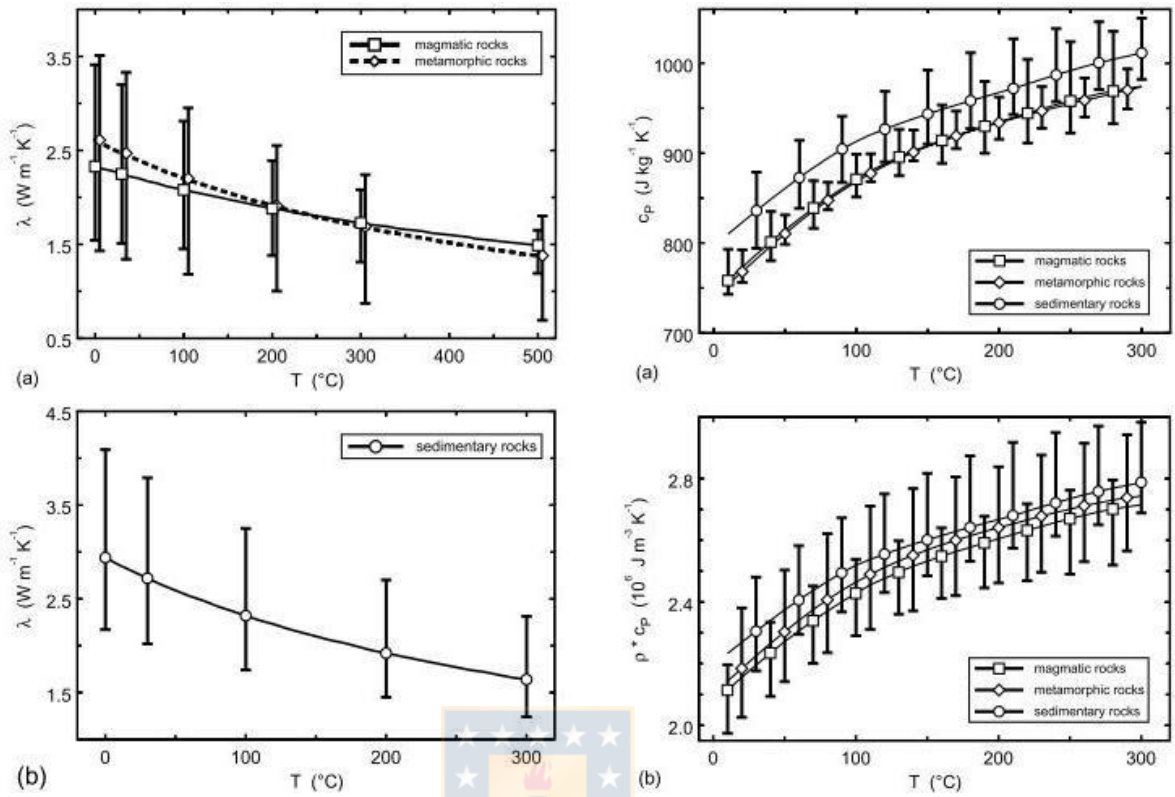 3.5
2.5
1.5
0.5
λ (W m⁻¹ K⁻¹)
magmatic rocks
metamorphic rocks
0 100 200 300 400 500
T (°C)
(a)
1000
900
800
700
c_P (J kg⁻¹ K⁻¹)
magmatic rocks
metamorphic rocks
sedimentary rocks
0 100 200 300
T (°C)
(a)
4.5
3.5
2.5
1.5
λ (W m⁻¹ K⁻¹)
sedimentary rocks
0 100 200 300
T (°C)
(b)
2.8
2.4
2.0
ρ * c_P (10⁶ J m⁻³ K⁻¹)
magmatic rocks
metamorphic rocks
sedimentary rocks
0 100 200 300
T (°C)
(b)